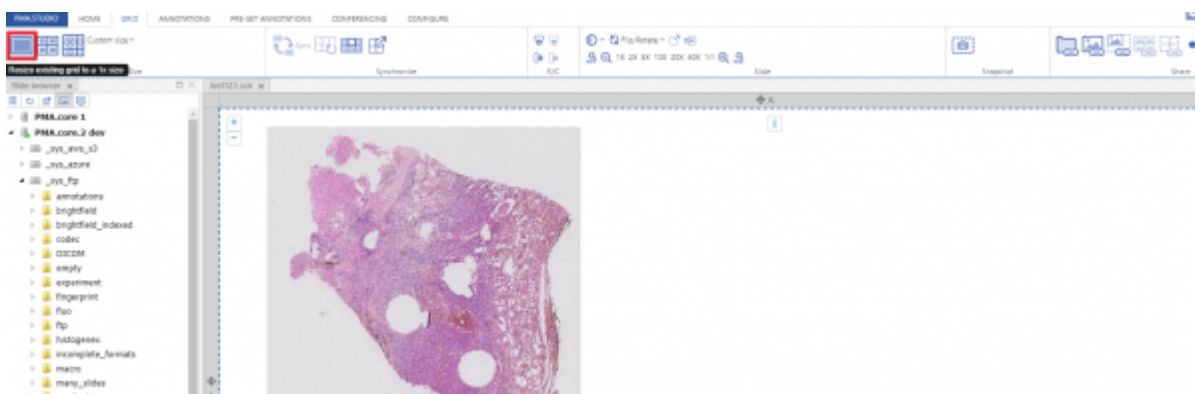 PMA.STUDIO HOME GRID ANNOTATIONS PRE-SET ANNOTATIONS CONFERENCING CONFIGURE
Custom size
Sync
Flip/Rotate
1X 2X 5X 10X 20X 40X 1:1
Resize existing grid to a 1x size
Size
Synchronize
R/C
Slide
Snapshot
Share
Slide browser
A
PMA.core 1
PMA.core.2 dev
_sys_aws_s3
_sys_azure
_sys_ftp
annotations
brightfield
brightfield_indexed
codec
DICOM
empty
experiment
fingerprint
fluo
ftp
histogenex
incomplete_formats
macro
many_slides